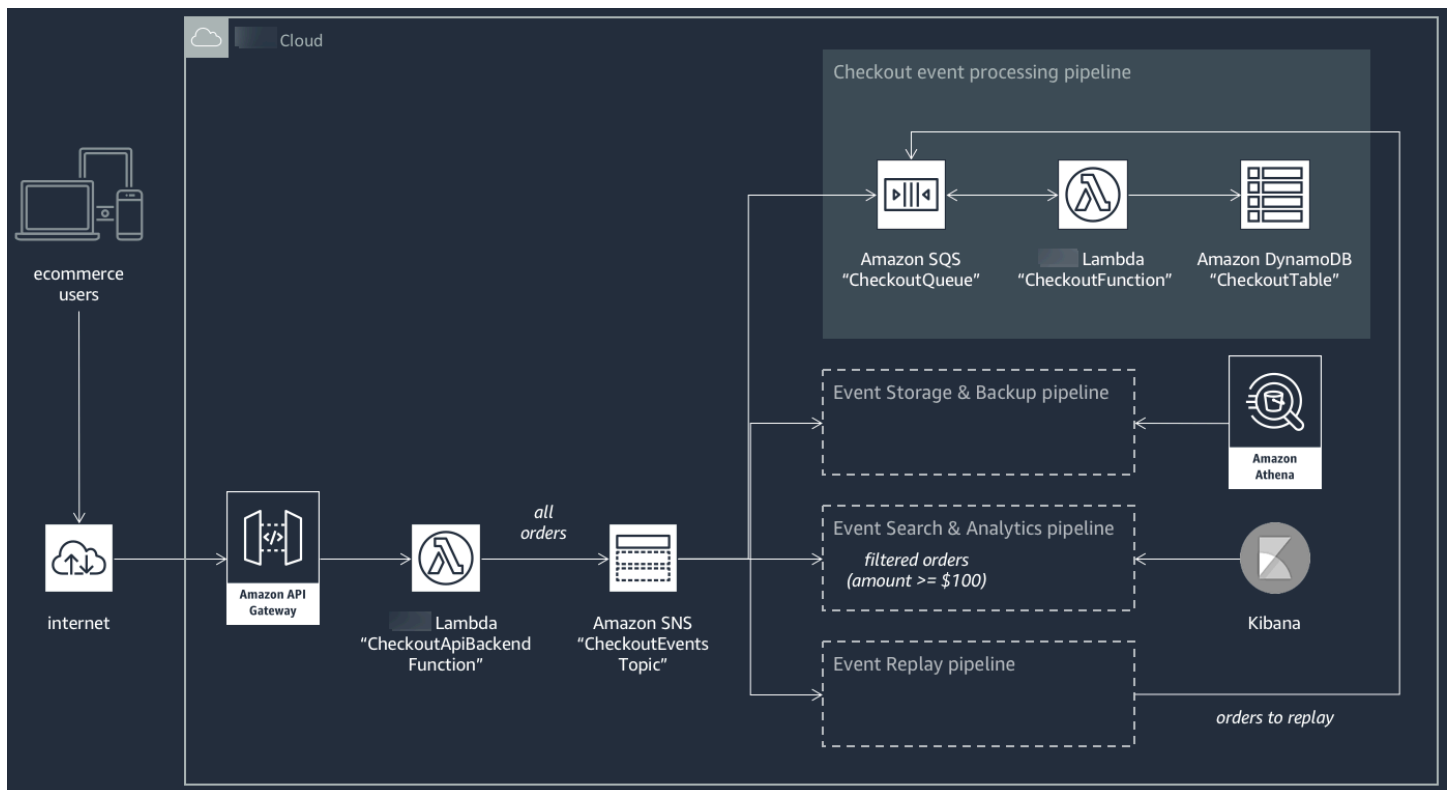 Cloud
Checkout event processing pipeline
ecommerce
users
Amazon SQS
“CheckoutQueue”
Lambda
“CheckoutFunction”
Amazon DynamoDB
“CheckoutTable”
Event Storage & Backup pipeline
Amazon
Athena
internet
Amazon API
Gateway
Lambda
“CheckoutApiBackend
Function”
all
orders
Amazon SNS
“CheckoutEvents
Topic”
Event Search & Analytics pipeline
filtered orders
(amount >= $100)
Kibana
Event Replay pipeline
orders to replay